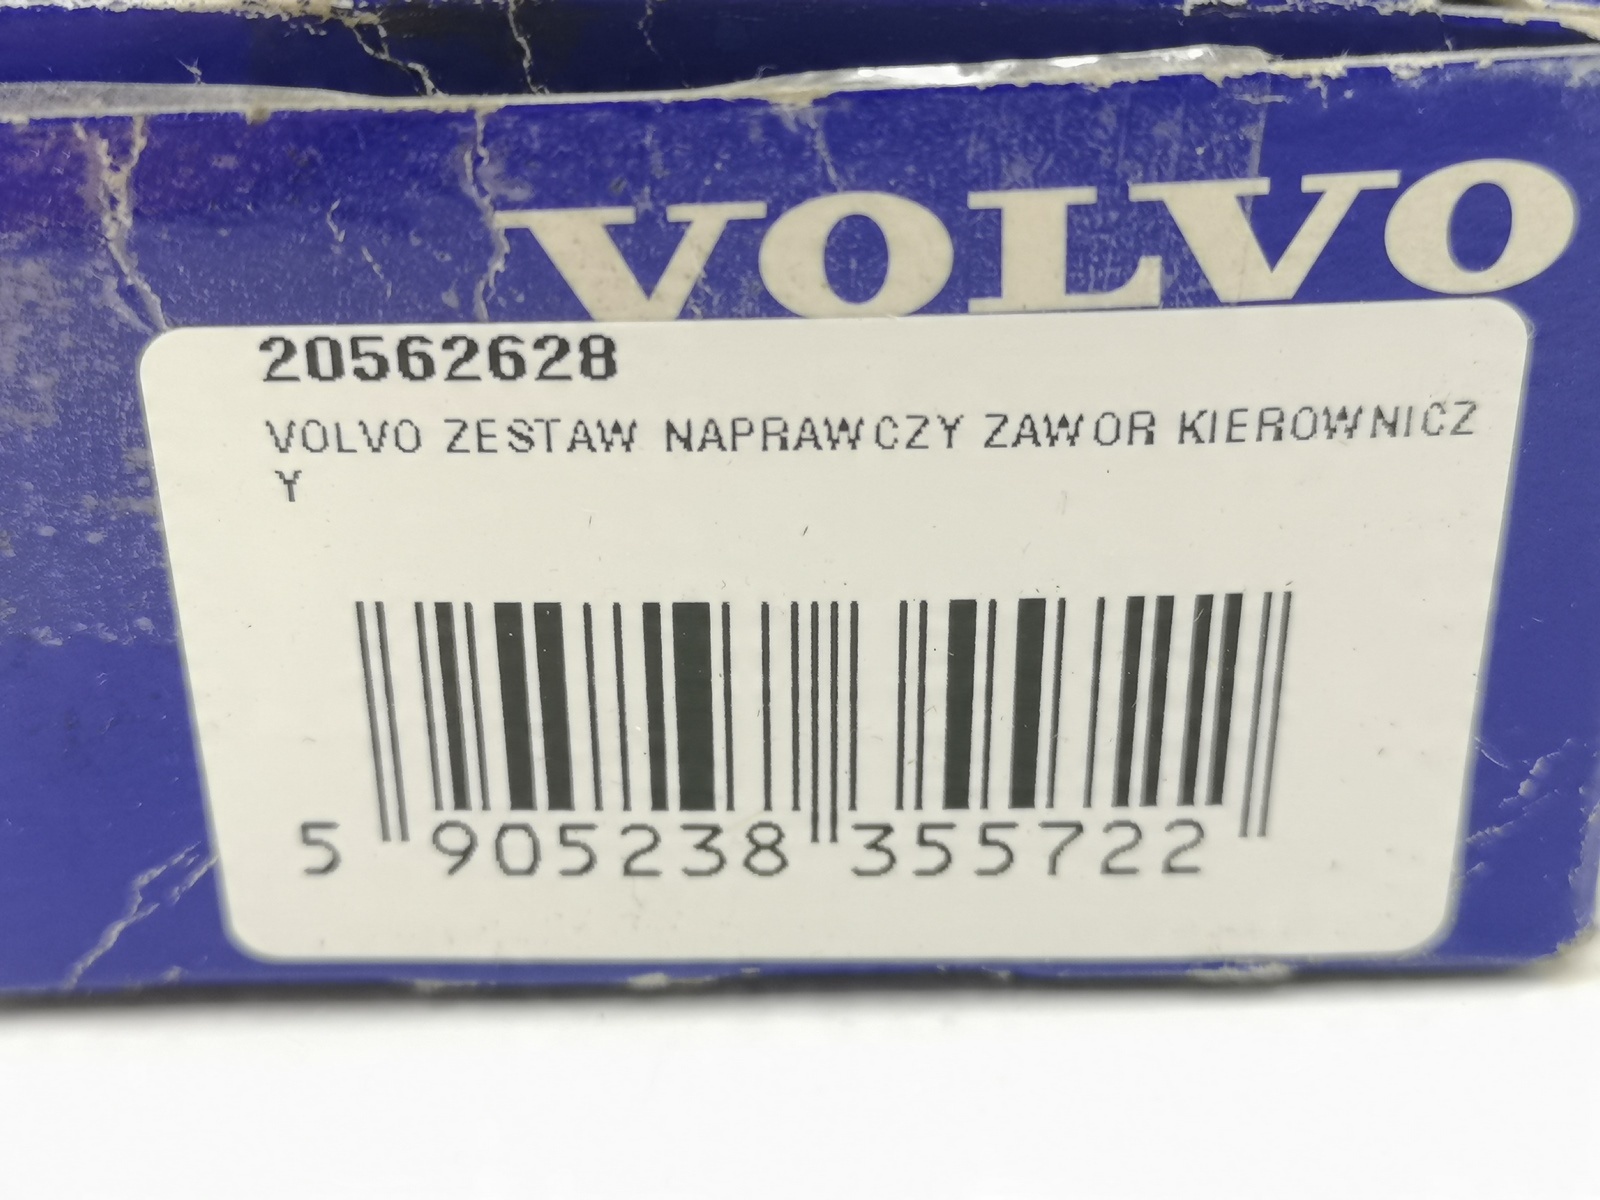 VOLVO
20562628
VOLVO ZESTAW NAPRAWCZY ZAWOR KIEROWNICZ
Y
5 905238 355722